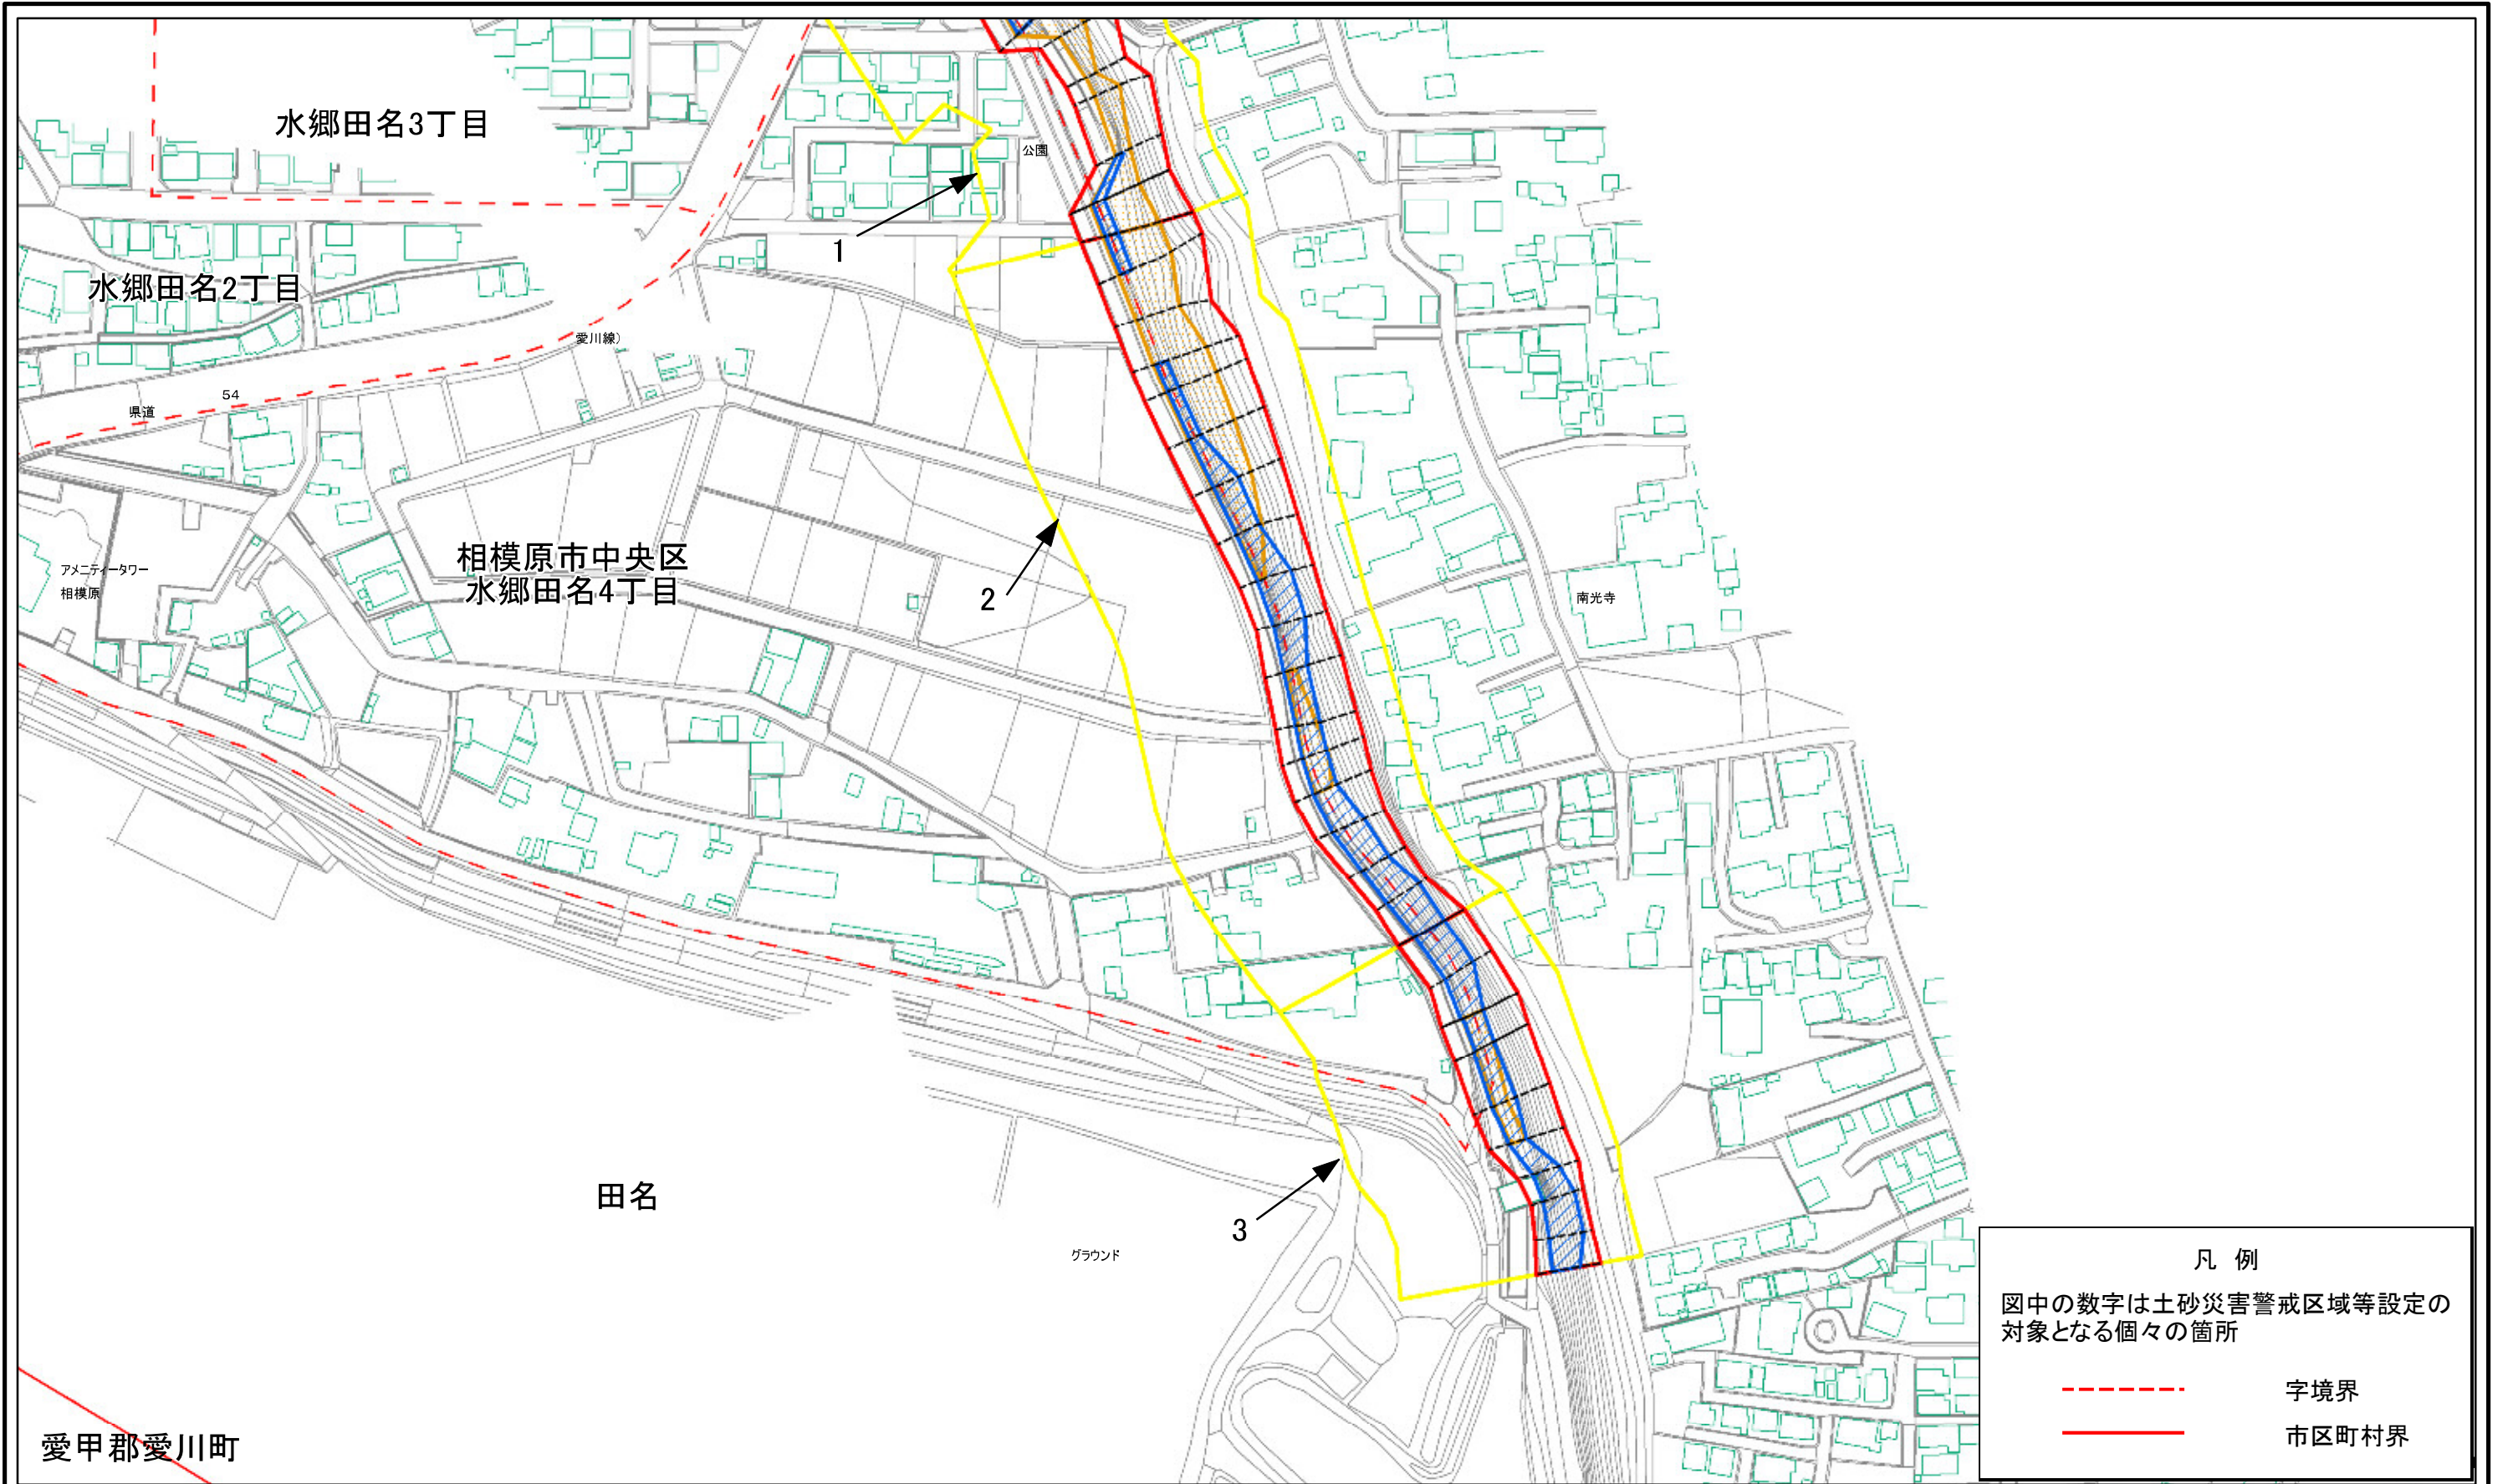 水郷田名3丁目
公園
1
水郷田名2丁目
愛川線）
54
県道
相模原市中央区
水郷田名4丁目
アメニティータワー
相模原
2
南光寺
田名
3
グラウンド
愛甲郡愛川町
凡 例
図中の数字は土砂災害警戒区域等設定の
対象となる個々の箇所
字境界
市区町村界